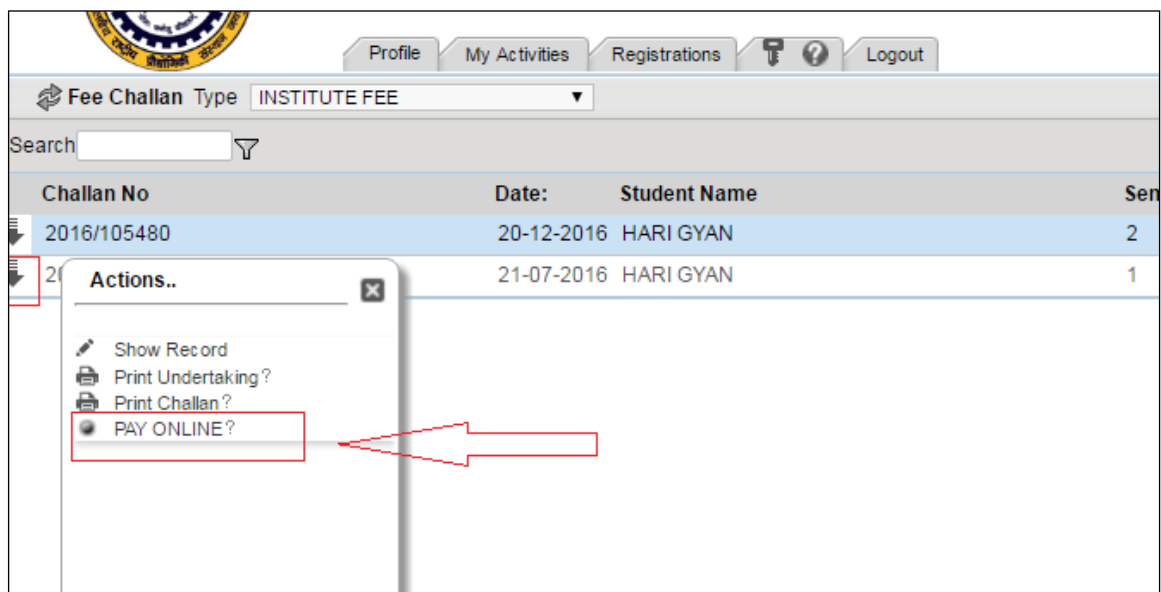 Profile My Activities Registrations Logout
Fee Challan Type INSTITUTE FEE
Search
Challan No Date: Student Name Sen
2016/105480 20-12-2016 HARI GYAN 2
20 21-07-2016 HARI GYAN 1
Actions..
Show Record
Print Undertaking?
Print Challan?
PAY ONLINE?